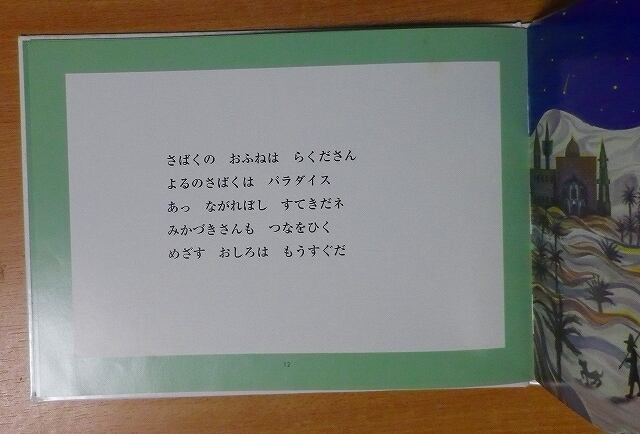 さばくの　おふねは　らくださん
よるのさばくは　パラダイス
あっ　ながれぼし　すてきだネ
みかづきさんも　つなをひく
めざす　おしろは　もうすぐだ
12